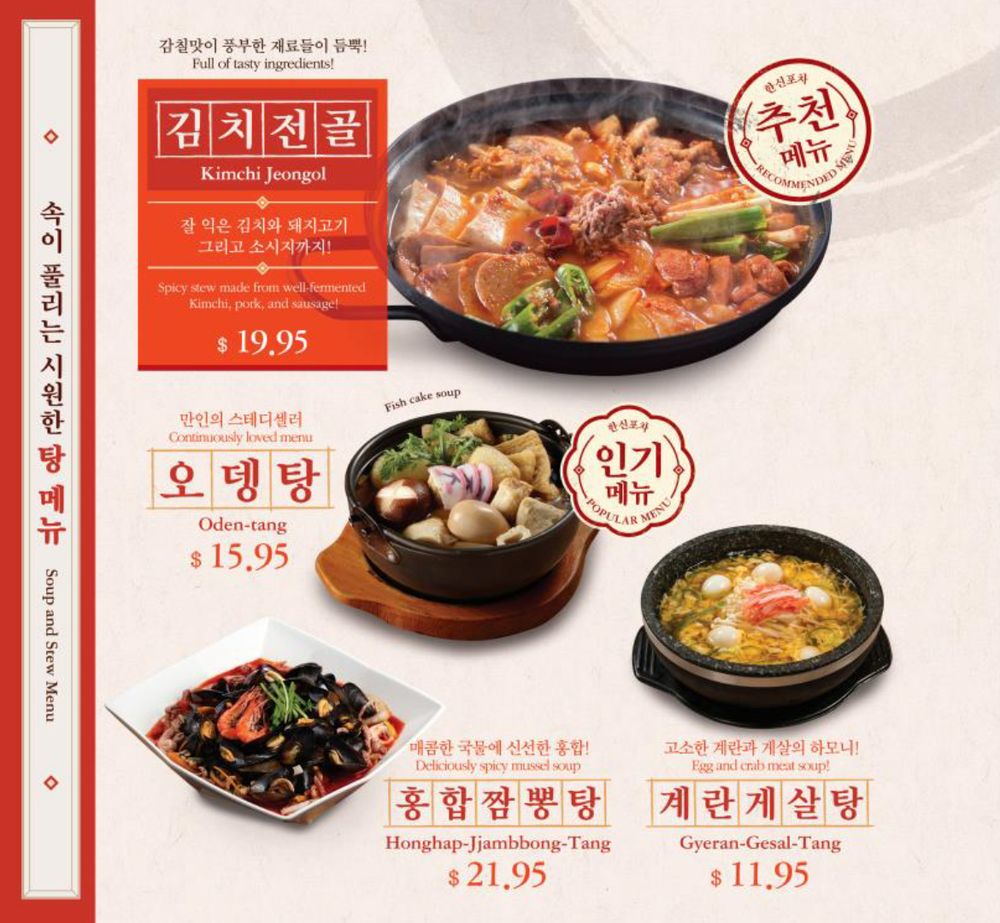 속이 풀리는 시원한 탕 메뉴 Soup and Stew Menu
감칠맛이 풍부한 재료들이 듬뿍!
Full of tasty ingredients!
김치전골
Kimchi Jeongol
잘 익은 김치와 돼지고기
그리고 소시지까지!
Spicy stew made from well-fermented
Kimchi, pork, and sausage!
$ 19.95
한신포차
추천
메뉴
RECOMMENDED MENU
만인의 스테디셀러
Continuously loved menu
오뎅탕
Oden-tang
$ 15.95
Fish cake soup
한신포차
인기
메뉴
POPULAR MENU
매콤한 국물에 신선한 홍합!
Deliciously spicy mussel soup
홍합짬뽕탕
Honghap-Jjambbong-Tang
$ 21.95
고소한 계란과 게살의 하모니!
Egg and crab meat soup!
계란게살탕
Gyeran-Gesal-Tang
$ 11.95